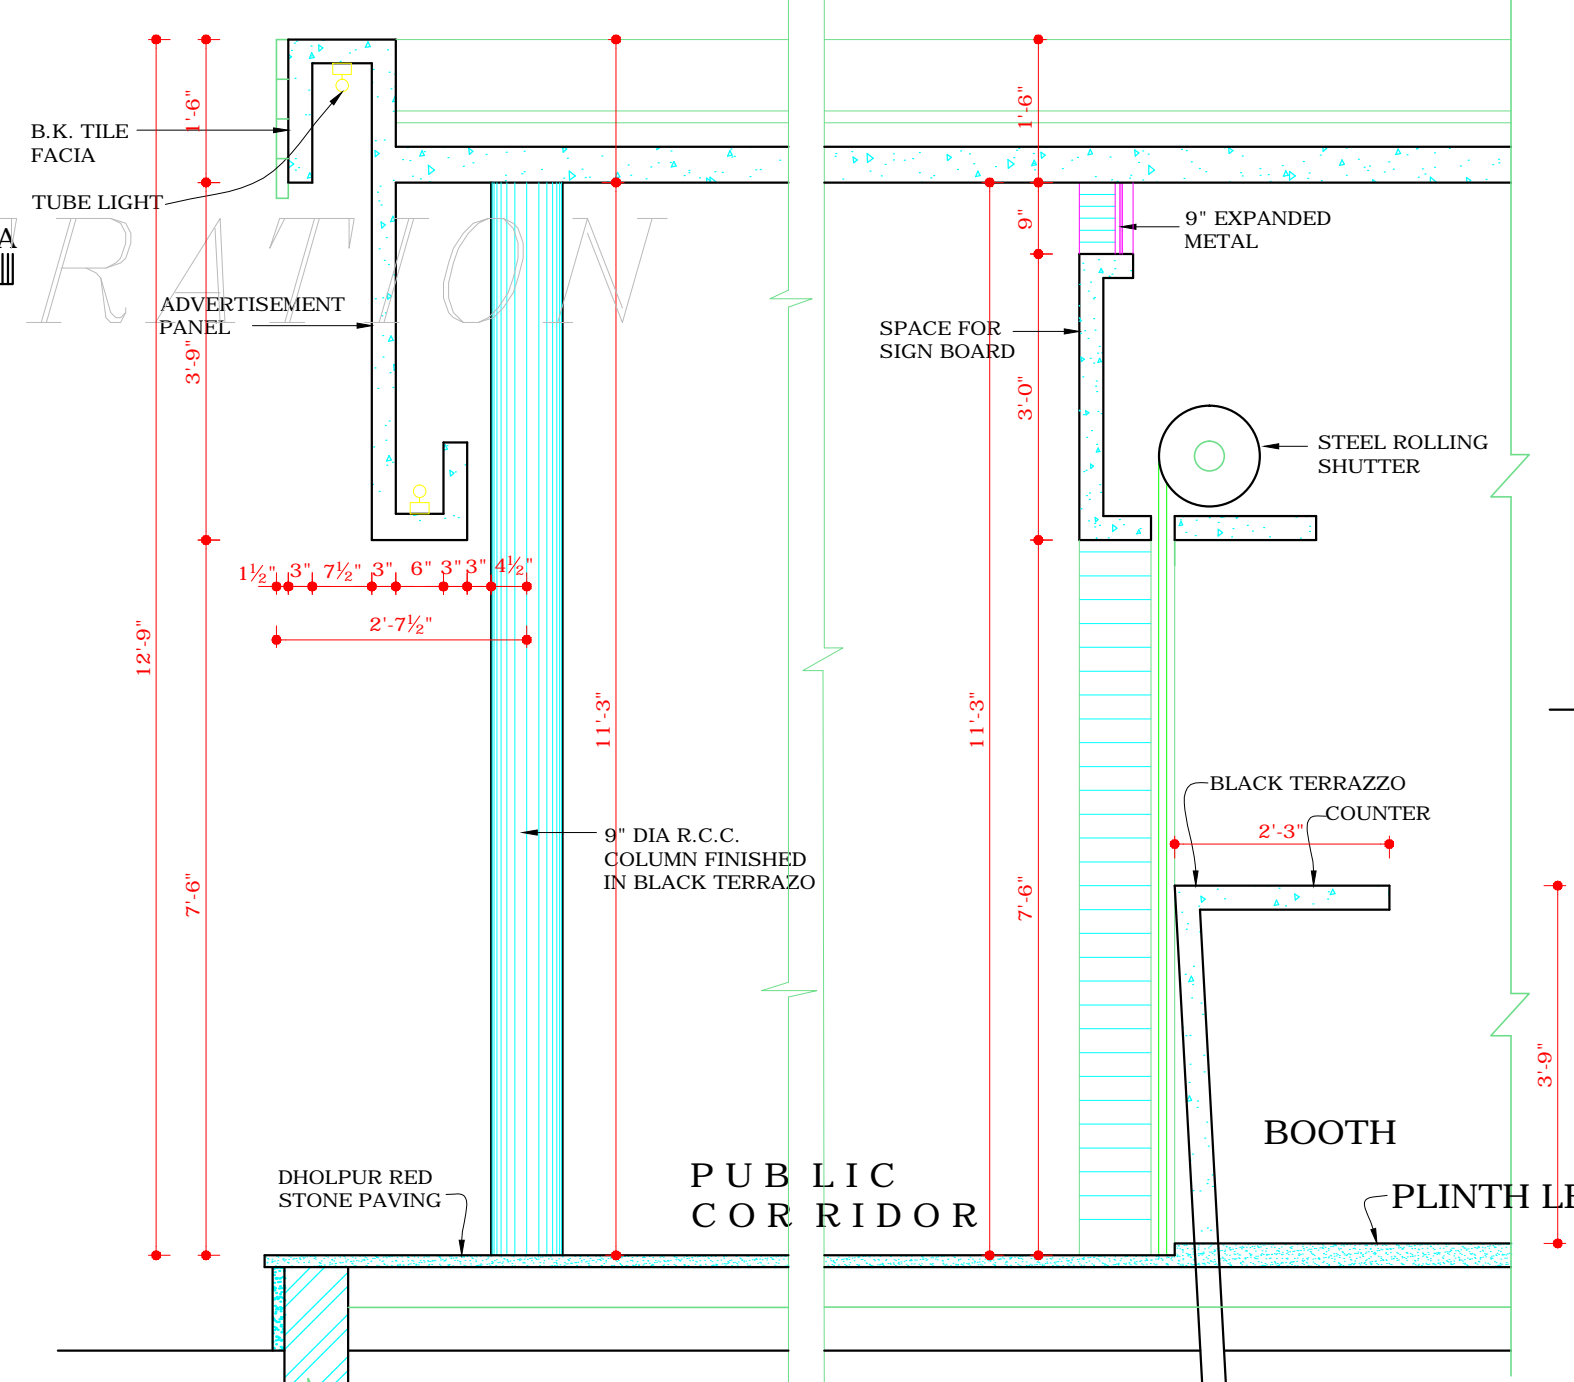 1'-6"
1'-6"
B.K. TILE
FACIA
TUBE LIGHT
9"
9" EXPANDED
METAL
A
RATION
ADVERTISEMENT
PANEL
SPACE FOR
SIGN BOARD
3'-9"
3'-0"
STEEL ROLLING
SHUTTER
1½" 3" 7½" 3" 6" 3" 3" 4½"
2'-7½"
12'-9"
11'-3"
11'-3"
BLACK TERRAZZO
COUNTER
2'-3"
9" DIA R.C.C.
COLUMN FINISHED
IN BLACK TERRAZO
7'-6"
7'-6"
3'-9"
BOOTH
DHOLPUR RED
STONE PAVING
PUBLIC
CORRIDOR
PLINTH LE